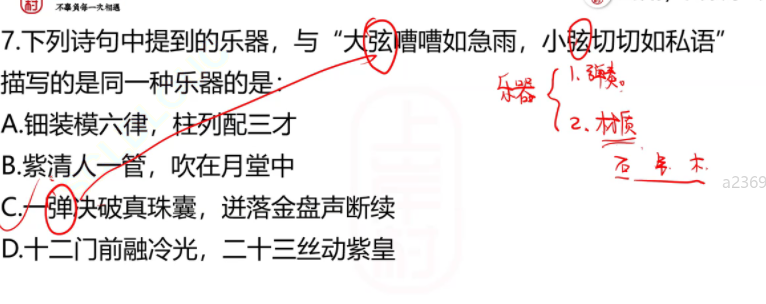 不辜负每一次相遇
7.下列诗句中提到的乐器，与“大弦嘈嘈如急雨，小弦切切如私语”
描写的是同一种乐器的是：
乐器
1.
2.材质
A.钿装模六律，柱列配三才
B.紫清人一管，吹在月堂中
石 木
a2369
C.一弹决破真珠囊，迸落金盘声断续
D.十二门前融冷光，二十三丝动紫皇